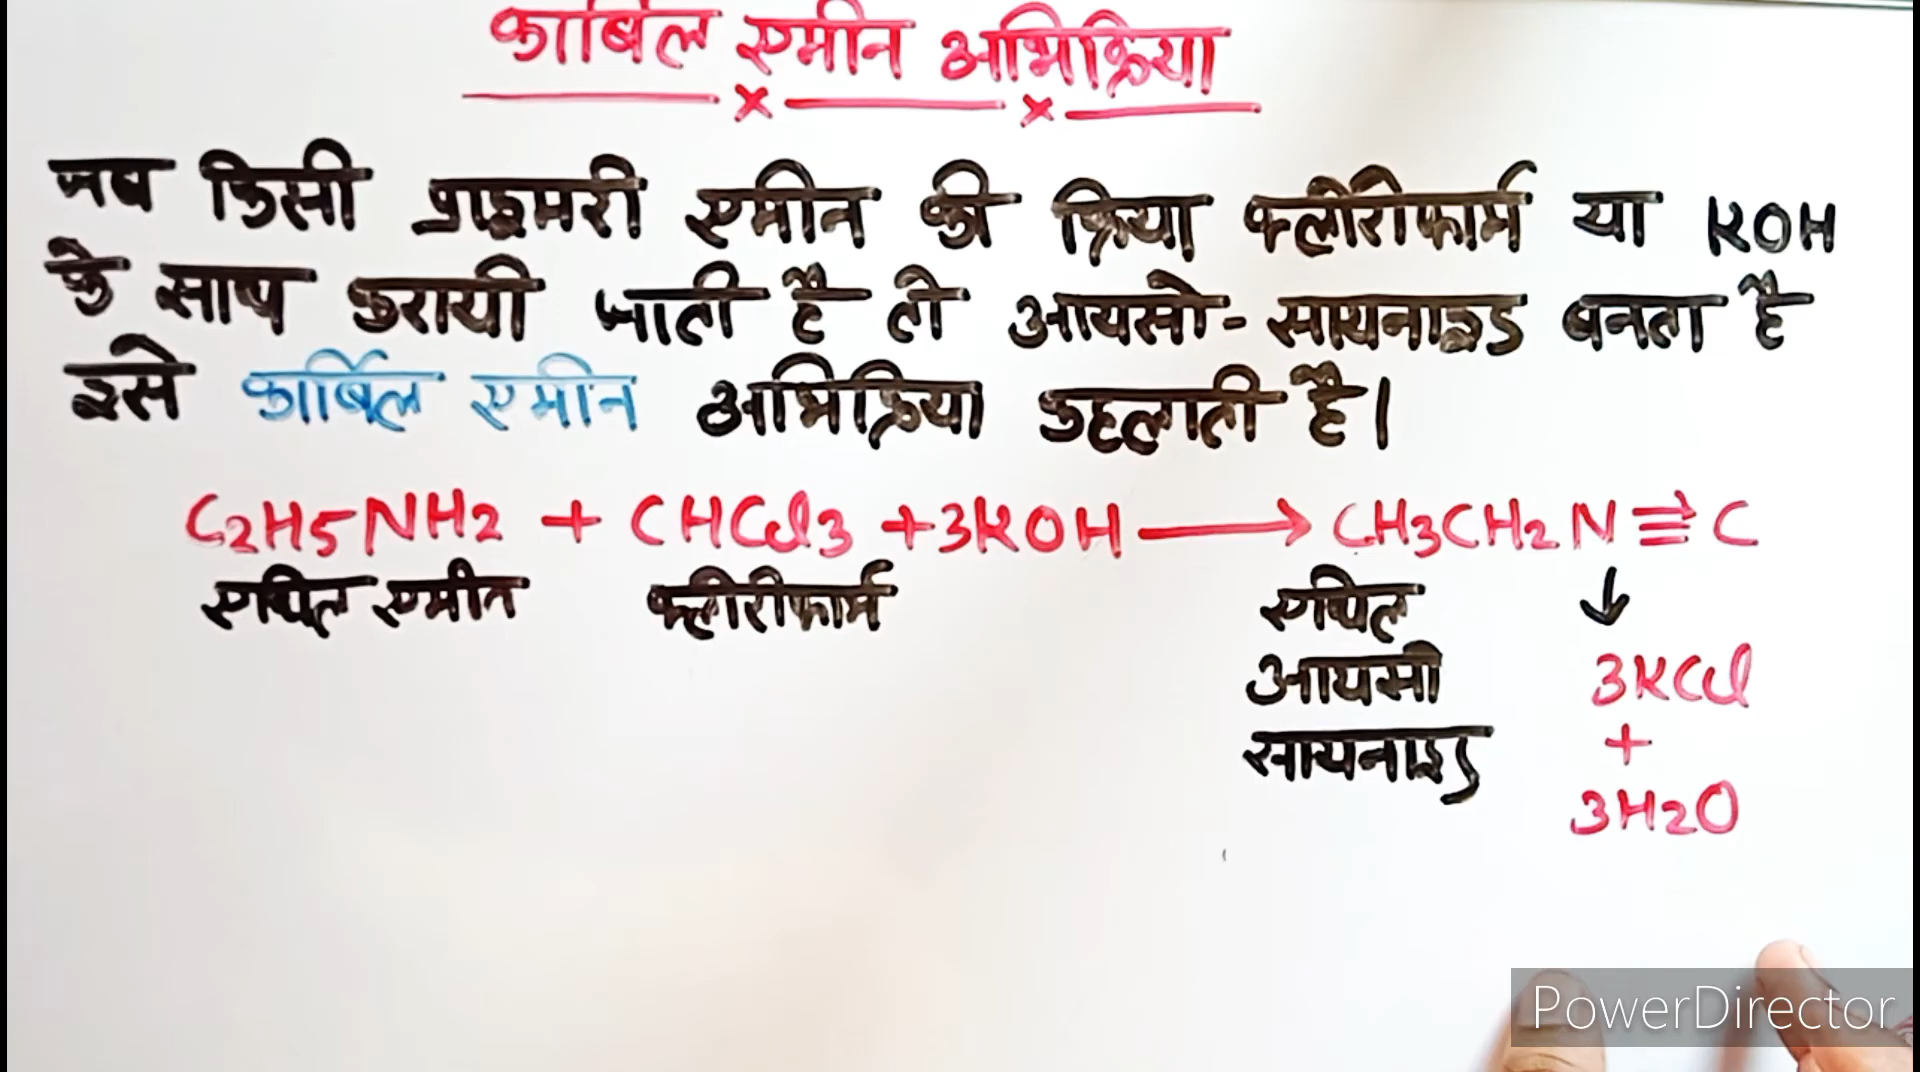 कार्बिल एमीन अभिक्रिया
जब किसी प्राइमरी एमीन की क्रिया क्लोरोफार्म या KOH
के साथ करायी जाती है तो आयसो-सायनाइड बनता है
इसे कार्बिल एमीन अभिक्रिया कहलाती है।
C2H5NH2 + CHCl3 +3KOH → CH3CH2N≡C
एथिल एमीन क्लोरोफार्म एथिल ↓
आयसो 3KCl
सायनाइड +
3H2O
PowerDirector